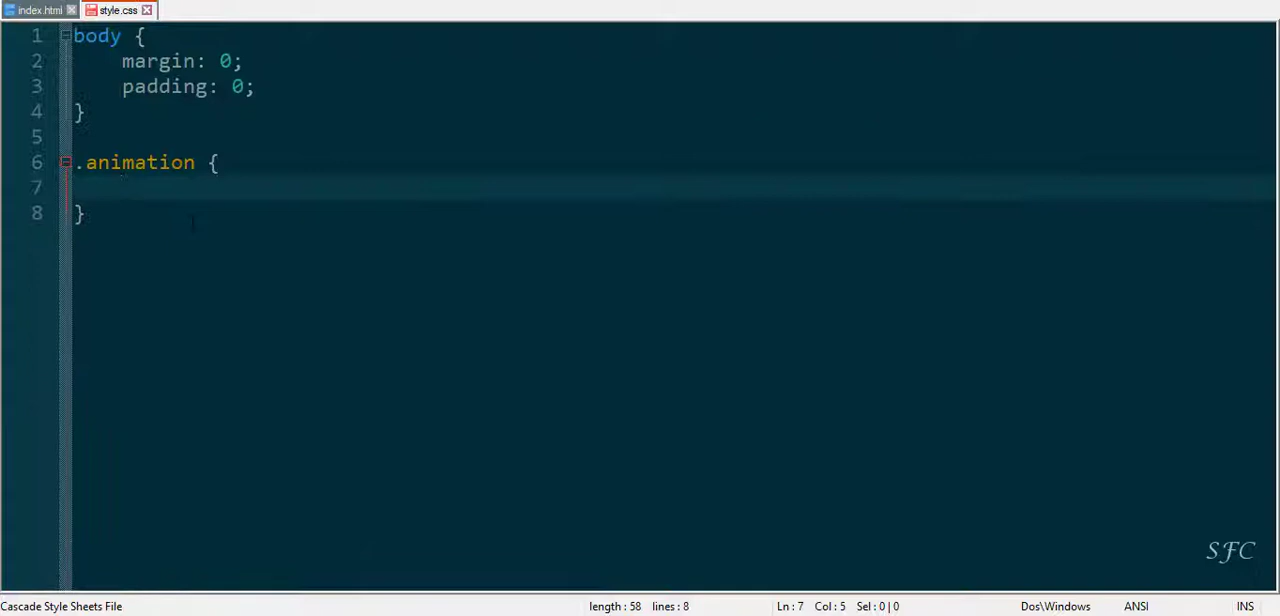 index.html style.css
1 body {
2 margin: 0;
3 padding: 0;
4 }
5
6 .animation {
7
8 }
SFC
Cascade Style Sheets File length : 58 lines : 8 Ln : 7 Col : 5 Sel : 0 | 0 Dos\Windows ANSI INS